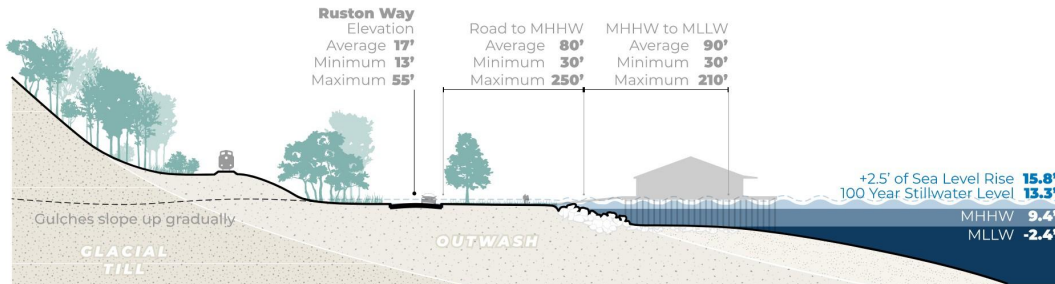 Ruston Way
Elevation
Average 17'
Minimum 13'
Maximum 55'
Road to MHHW
Average 80'
Minimum 30'
Maximum 250'
MHHW to MLLW
Average 90'
Minimum 30'
Maximum 210'
+2.5' of Sea Level Rise 15.8'
100 Year Stillwater Level 13.3'
MHHW 9.4'
MLLW -2.4'
Gulches slope up gradually
GLACIAL
TILL
OUTWASH